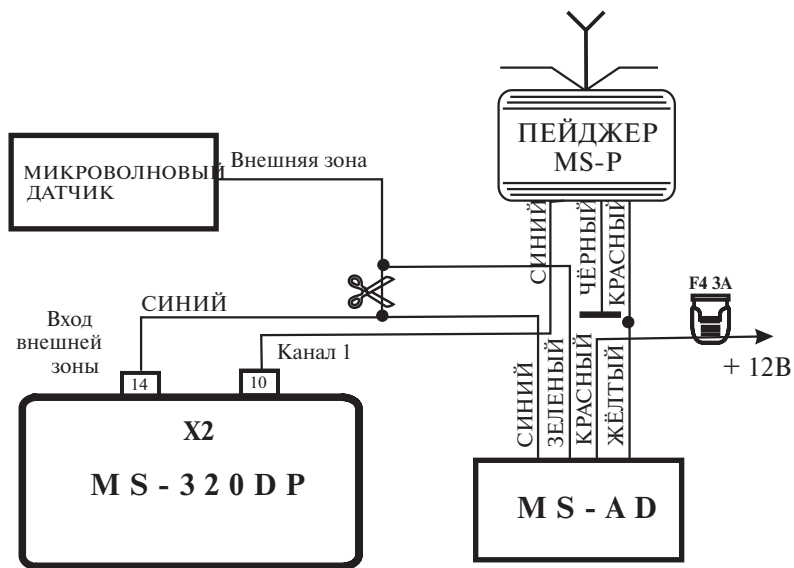 ПЕЙДЖЕР
MS-P
МИКРОВОЛНОВЫЙ
ДАТЧИК
Внешняя зона
СИНИЙ
ЧЁРНЫЙ
КРАСНЫЙ
F4 3A
+ 12В
СИНИЙ
Вход
внешней
зоны
Канал 1
14
10
СИНИЙ
ЗЕЛЕНЫЙ
КРАСНЫЙ
ЖЁЛТЫЙ
X2
MS-320DP
MS-AD